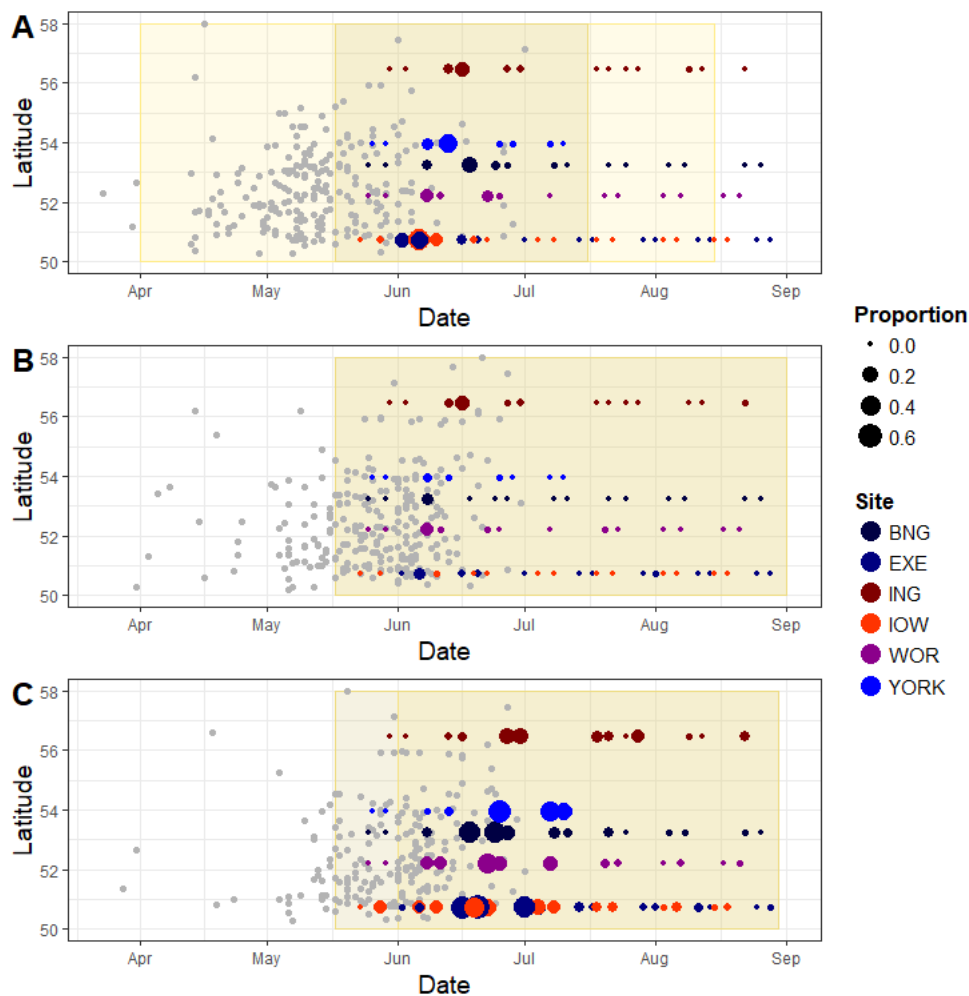 A
58
56
54
52
50
Latitude
Apr May Jun Jul Aug Sep
Date
B
58
56
54
52
50
Latitude
Apr May Jun Jul Aug Sep
Date
C
58
56
54
52
50
Latitude
Apr May Jun Jul Aug Sep
Date
Proportion
0.0
0.2
0.4
0.6
Site
BNG
EXE
ING
IOW
WOR
YORK